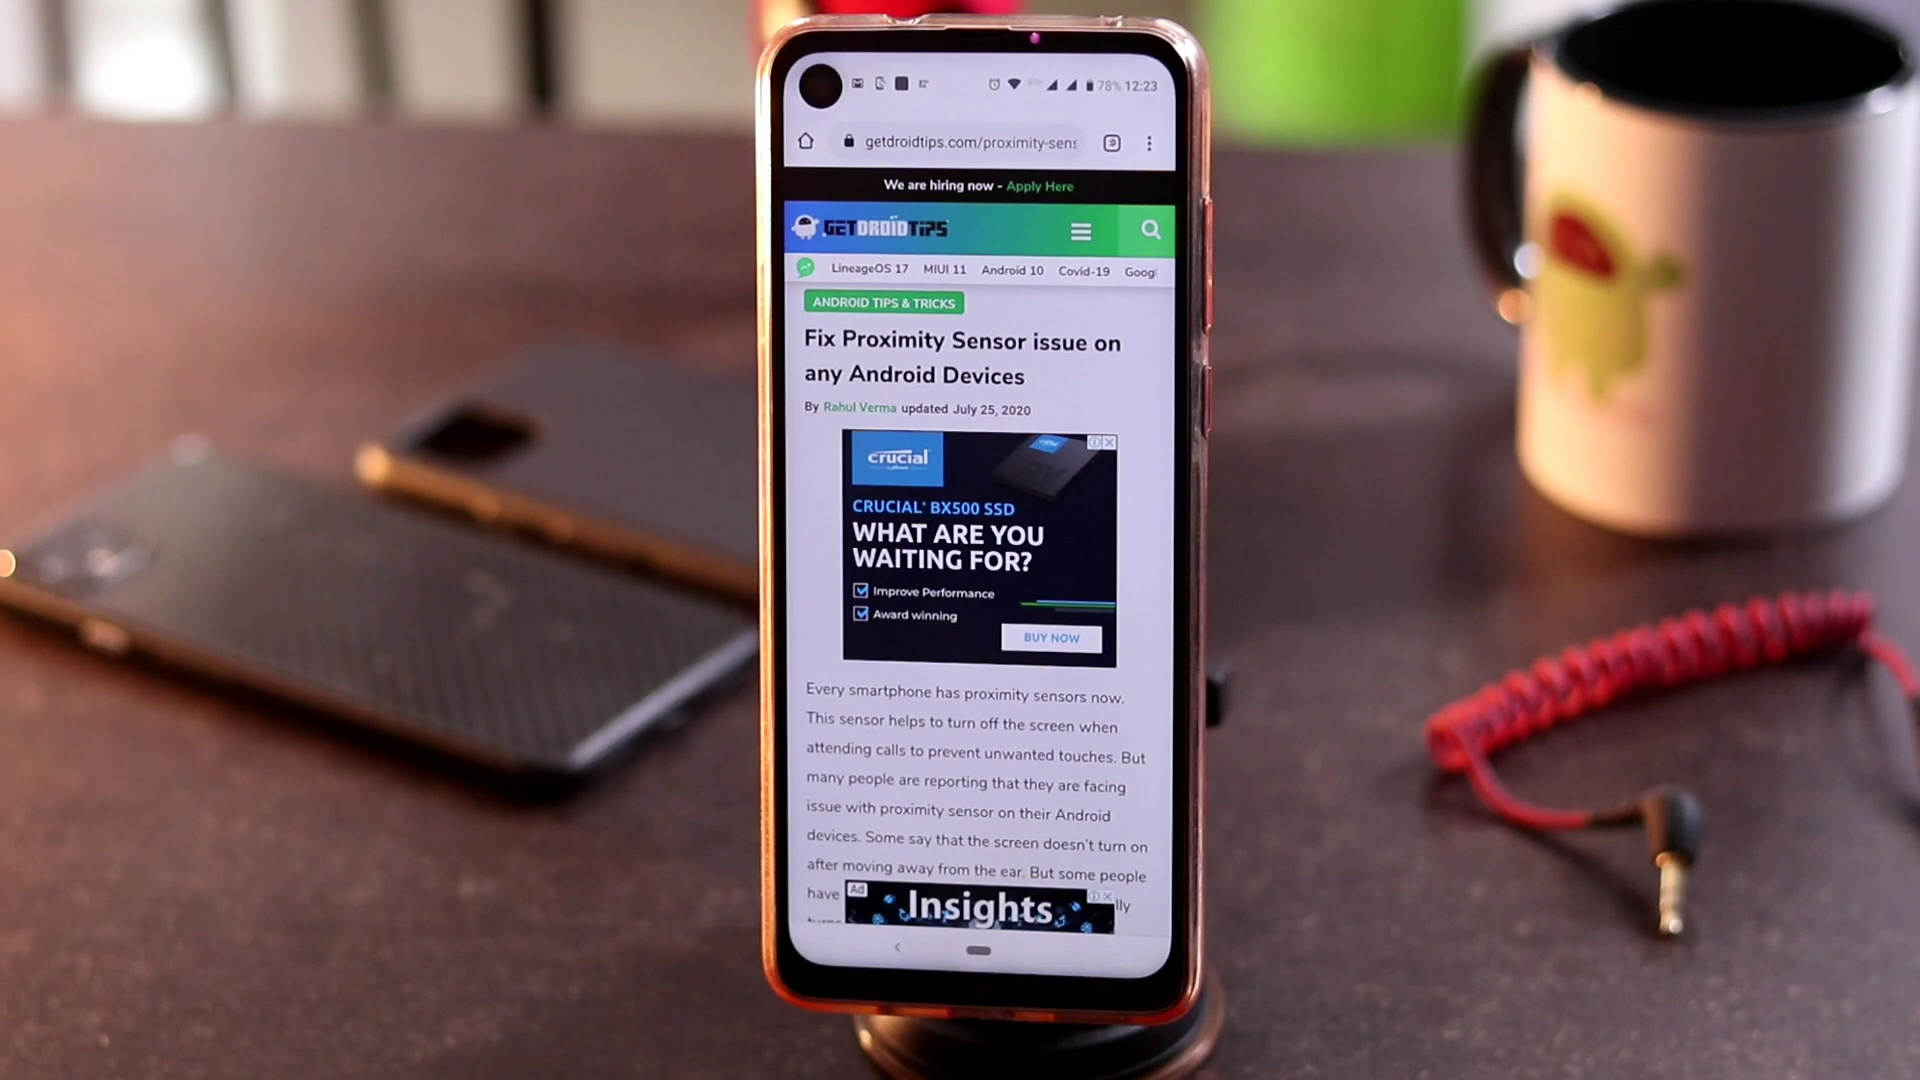 82° 78% 12:23
getdroidtips.com/proximity-sens
We are hiring now - Apply Here
GETDROIDTIPS
LineageOS 17 MIUI 11 Android 10 Covid-19 Googl
ANDROID TIPS & TRICKS
Fix Proximity Sensor issue on
any Android Devices
By Rahul Verma updated July 25, 2020
crucial
CRUCIAL® BX500 SSD
WHAT ARE YOU
WAITING FOR?
Improve Performance
Award winning
BUY NOW
Every smartphone has proximity sensors now.
This sensor helps to turn off the screen when
attending calls to prevent unwanted touches. But
many people are reporting that they are facing
issue with proximity sensor on their Android
devices. Some say that the screen doesn't turn on
after moving away from the ear. But some people
have lly
Ad
Insights